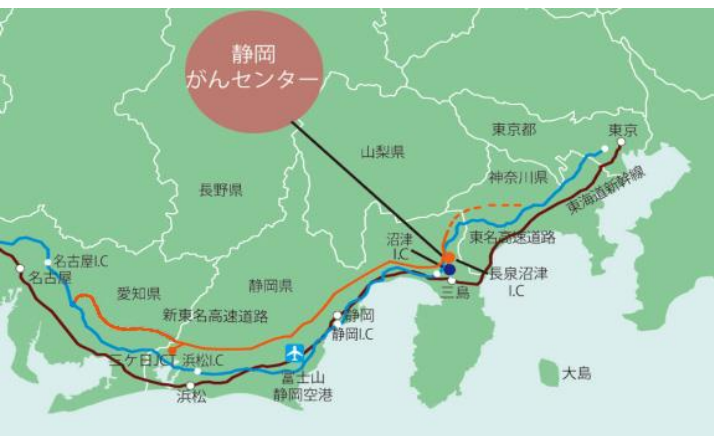 静岡
がんセンター
東京都
東京
山梨県
神奈川県
長野県
東海道新幹線
沼津
I.C
東名高速道路
名古屋I.C
名古屋
愛知県
静岡県
長泉沼津
I.C
三島
新東名高速道路
静岡
静岡I.C
三ケ日JCT
浜松I.C
富士山
静岡空港
大島
浜松